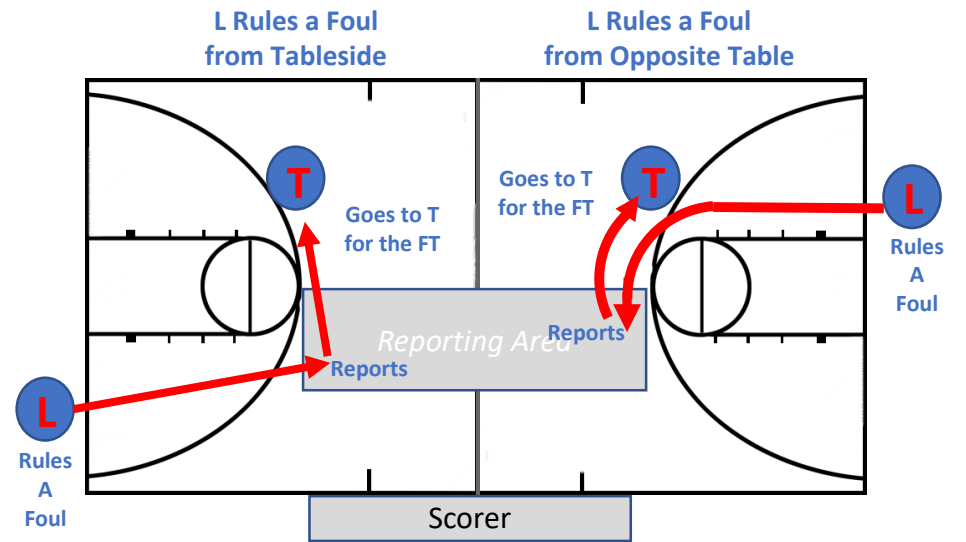 L Rules a Foul
from Tableside
L Rules a Foul
from Opposite Table
T
Goes to T
for the FT
Goes to T
for the FT
T
L
Rules
A
Foul
Reporting Area
Reports
Reports
L
Rules
A
Foul
Scorer